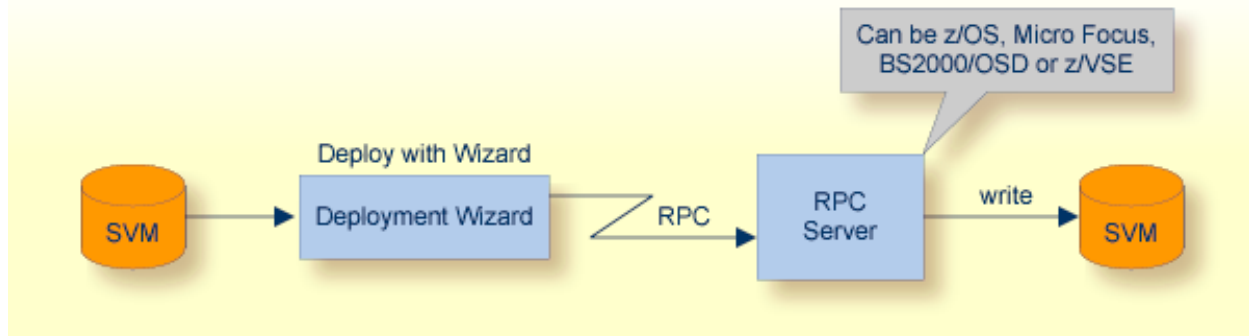 Can be z/OS, Micro Focus,
BS2000/OSD or z/VSE
Deploy with Wizard
SVM
Deployment Wizard
RPC
RPC
Server
write
SVM